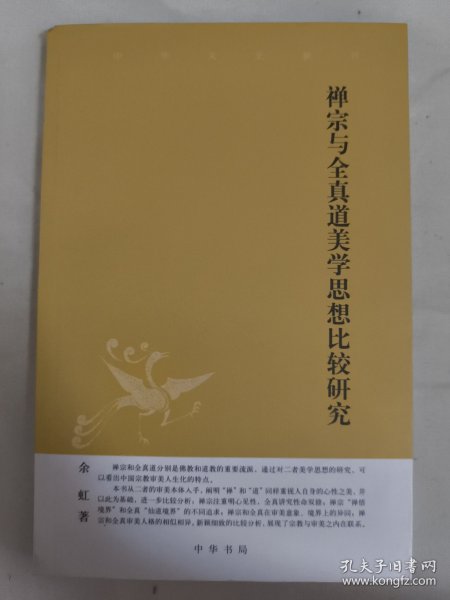 中华文史新刊
禅宗与全真道美学思想比较研究
余虹著
禅宗和全真道分别是佛教和道教的重要流派。通过对二者美学思想的研究，可
以看出中国宗教审美人生化的特点。
本书从二者的审美本体入手，阐明“禅”和“道”同样重视人自身的心性之美，并
以此为基础，进一步比较分析：禅宗注重明心见性，全真讲究性命双修；禅宗“禅悟
境界”和全真“仙道境界”的不同追求；禅宗和全真在审美意象、境界上的异同；禅
宗和全真审美人格的相似相异。新颖细致的比较分析，展现了宗教与审美之内在联系。
中华书局
孔夫子旧书网